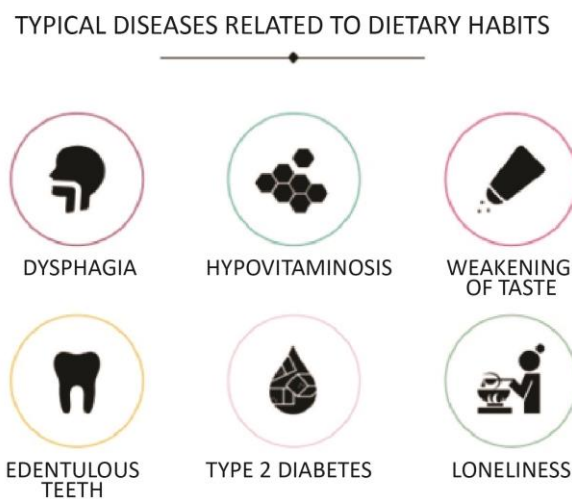 TYPICAL DISEASES RELATED TO DIETARY HABITS
DYSPHAGIA
HYPOVITAMINOSIS
WEAKENING
OF TASTE
EDENTULOUS
TEETH
TYPE 2 DIABETES
LONELINESS